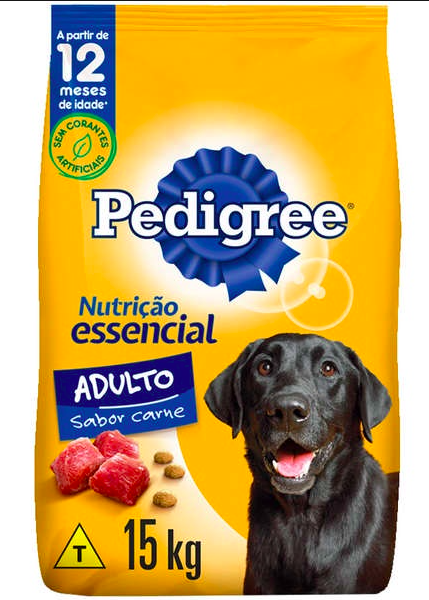 A partir de
12
meses
de idade*
SEM CORANTES
ARTIFICIAIS
Pedigree®
Nutrição
essencial
ADULTO
Sabor carne
T
15 kg